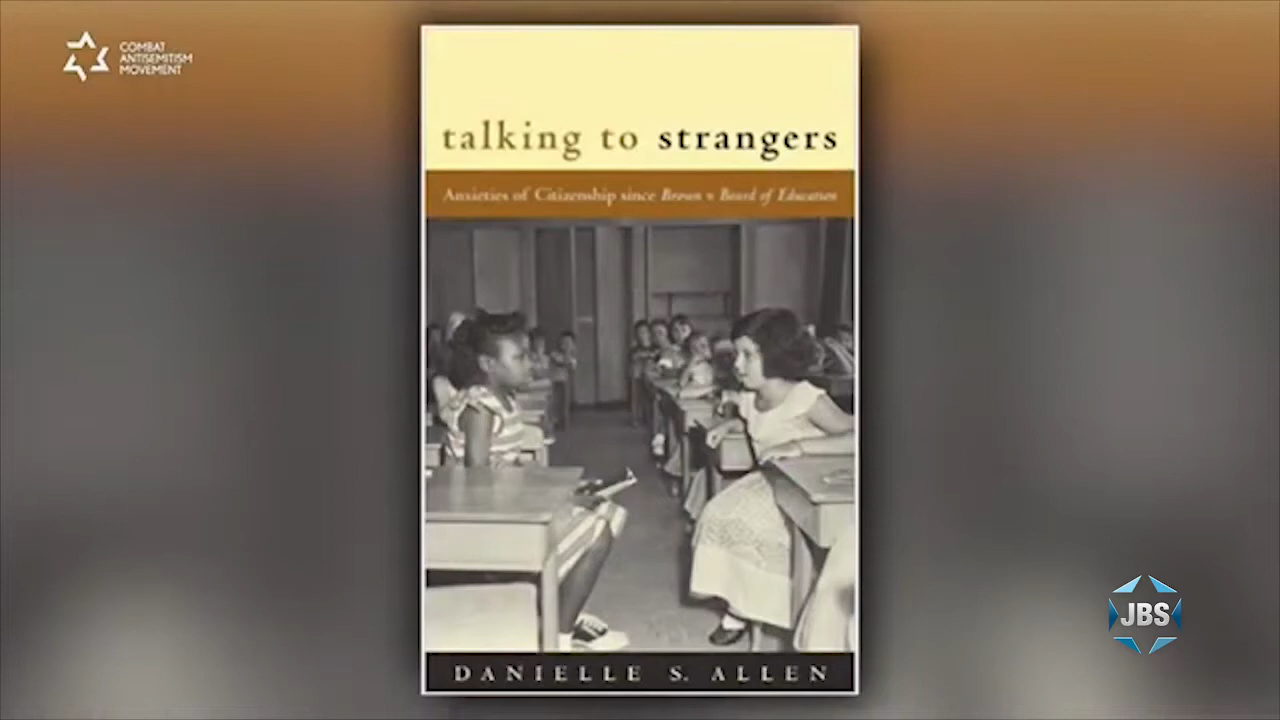 COMBAT
ANTISEMITISM
MOVEMENT
talking to strangers
Anxieties of Citizenship since Brown v Board of Education
DANIELLE S. ALLEN
JBS